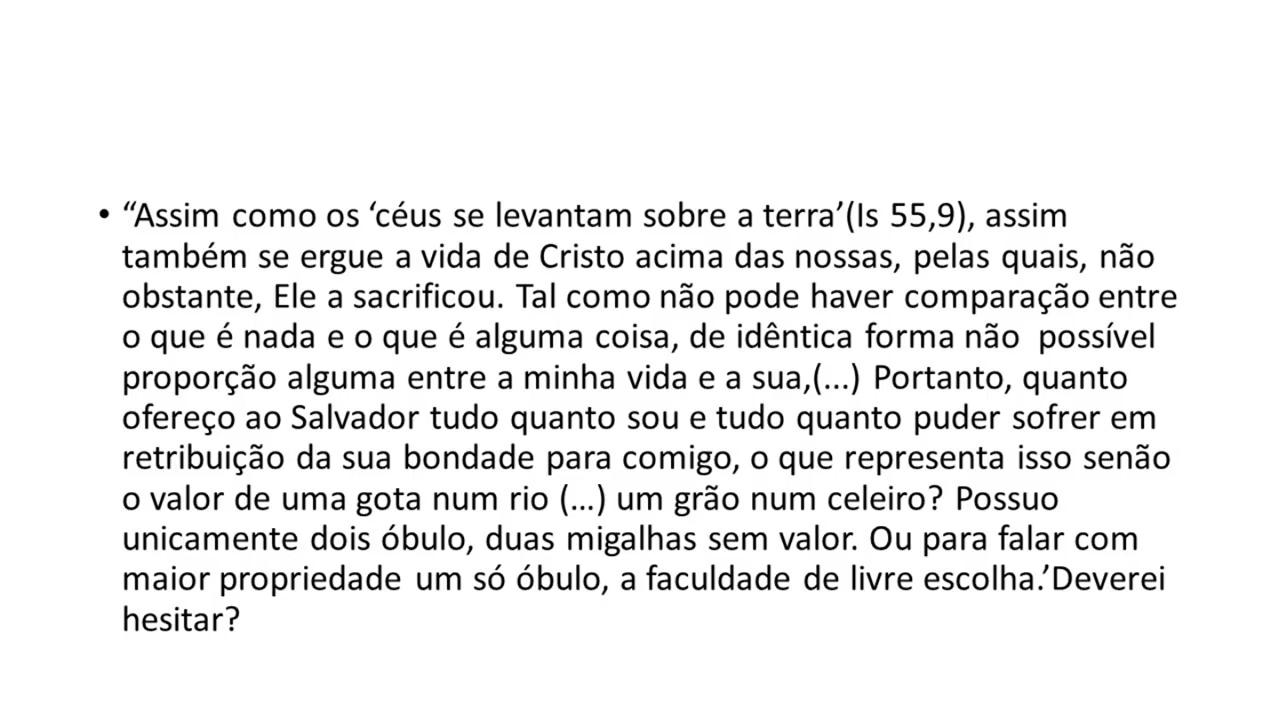 • “Assim como os ‘céus se levantam sobre a terra’(Is 55,9), assim
também se ergue a vida de Cristo acima das nossas, pelas quais, não
obstante, Ele a sacrificou. Tal como não pode haver comparação entre
o que é nada e o que é alguma coisa, de idêntica forma não  possível
proporção alguma entre a minha vida e a sua,(...) Portanto, quanto
ofereço ao Salvador tudo quanto sou e tudo quanto puder sofrer em
retribuição da sua bondade para comigo, o que representa isso senão
o valor de uma gota num rio (...) um grão num celeiro? Possuo
unicamente dois óbulo, duas migalhas sem valor. Ou para falar com
maior propriedade um só óbulo, a faculdade de livre escolha.’Deverei
hesitar?